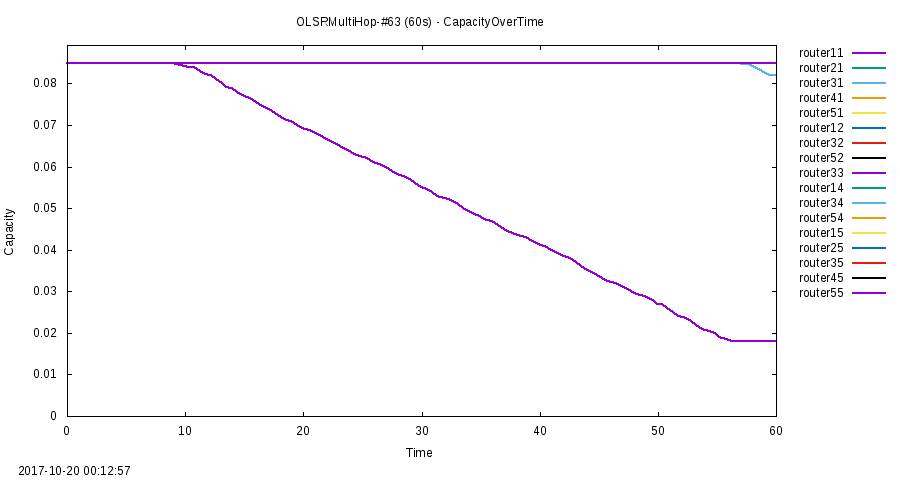 OLSRMultiHop-#63 (60s) - CapacityOverTime
router11
router21
router31
router41
router51
router12
router32
router52
router33
router14
router34
router54
router15
router25
router35
router45
router55
0.08
0.07
0.06
0.05
0.04
0.03
0.02
0.01
0
Capacity
0 10 20 30 40 50 60
Time
2017-10-20 00:12:57